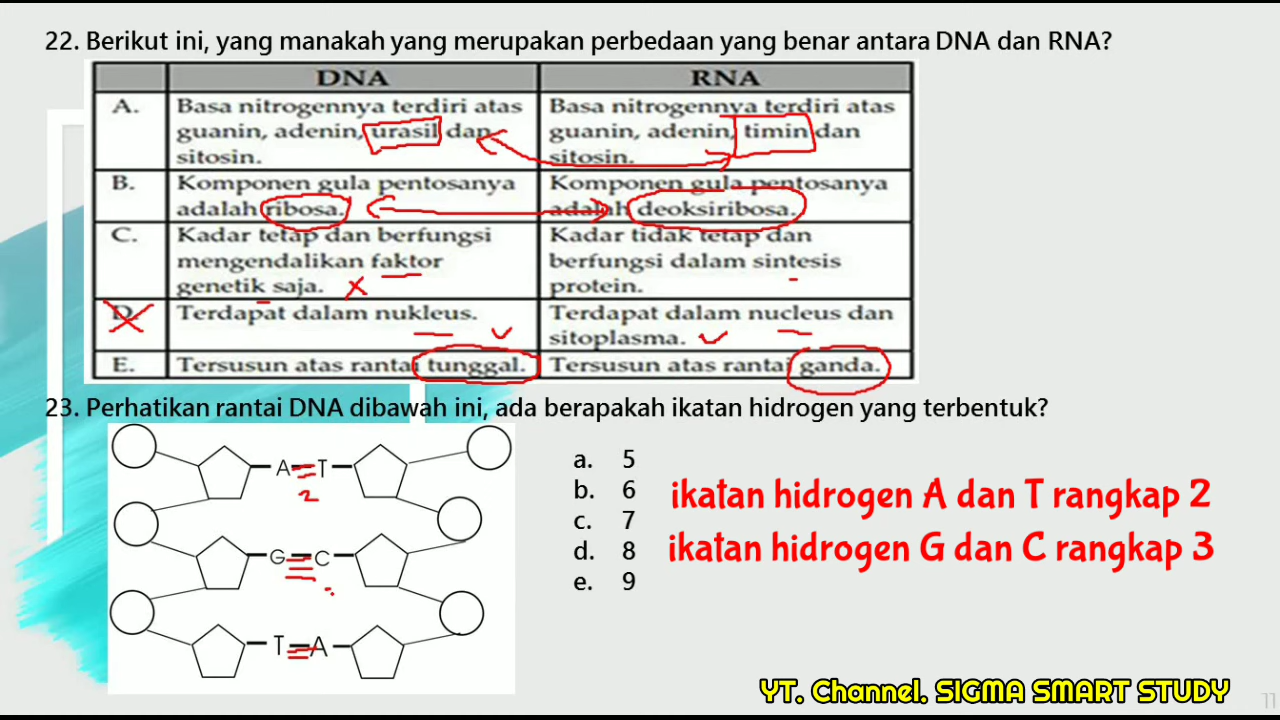 22. Berikut ini, yang manakah yang merupakan perbedaan yang benar antara DNA dan RNA?
DNA RNA
A. Basa nitrogennya terdiri atas guanin, adenin, urasil dan sitosin. Basa nitrogennya terdiri atas guanin, adenin, timin dan sitosin.
B. Komponen gula pentosanya adalah ribosa. Komponen gula pentosanya adalah deoksiribosa.
C. Kadar tetap dan berfungsi mengendalikan faktor genetik saja. Kadar tidak tetap dan berfungsi dalam sintesis protein.
D. Terdapat dalam nukleus. Terdapat dalam nucleus dan sitoplasma.
E. Tersusun atas rantai tunggal. Tersusun atas rantai ganda.
23. Perhatikan rantai DNA dibawah ini, ada berapakah ikatan hidrogen yang terbentuk?
A T
2
G C
T A
a. 5
b. 6
c. 7
d. 8
e. 9
ikatan hidrogen A dan T rangkap 2
ikatan hidrogen G dan C rangkap 3
YT. Channel. SIGMA SMART STUDY
11